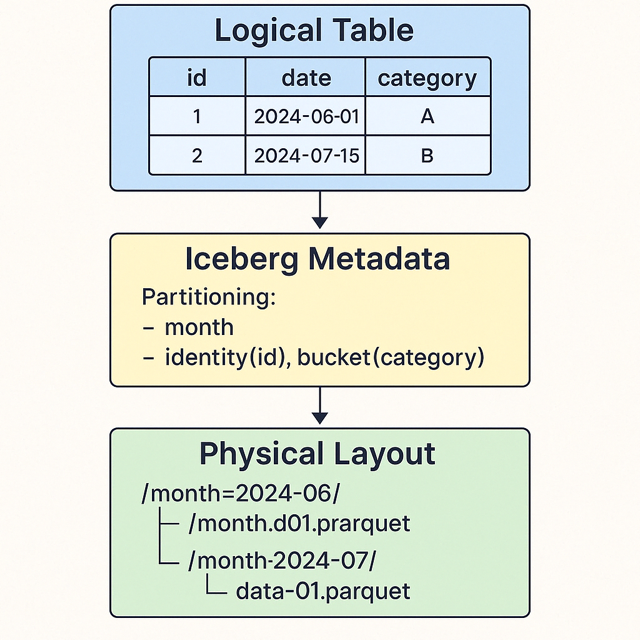 Logical Table
id date category
1 2024-06-01 A
2 2024-07-15 B
Iceberg Metadata
Partitioning:
– month
– identity(id), bucket(category)
Physical Layout
/month=2024-06/
/month.d01.prarquet
/month-2024-07/
data-01.parquet